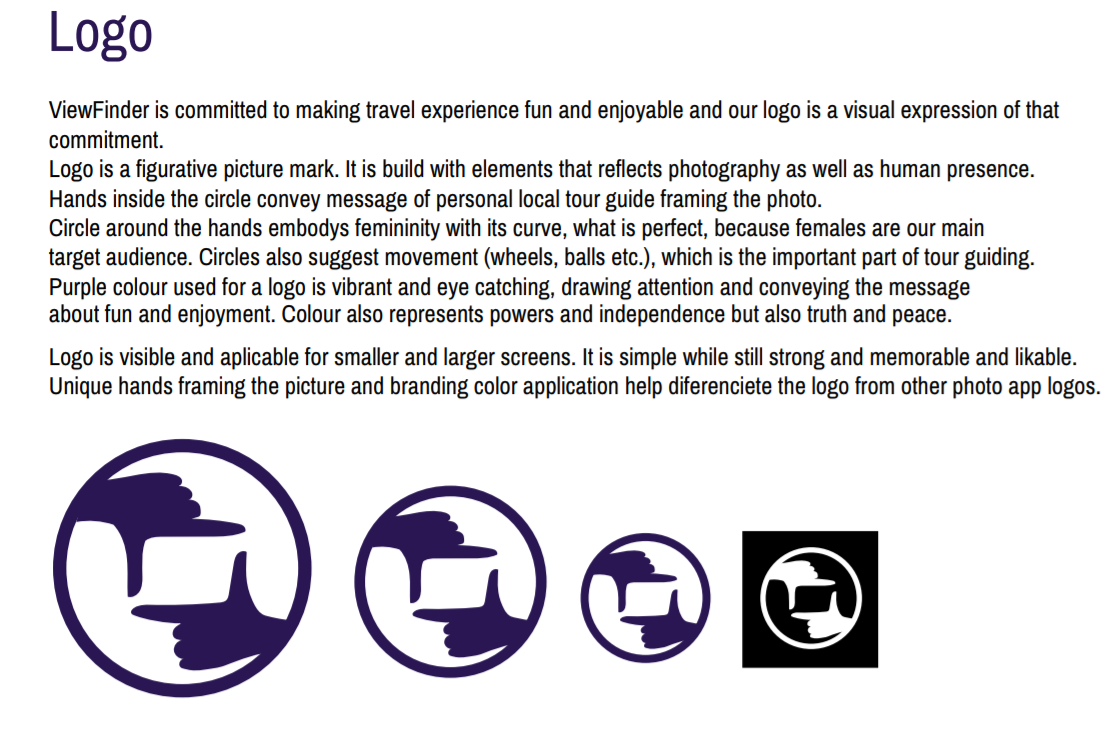 Logo
ViewFinder is committed to making travel experience fun and enjoyable and our logo is a visual expression of that
commitment.
Logo is a figurative picture mark. It is build with elements that reflects photography as well as human presence.
Hands inside the circle convey message of personal local tour guide framing the photo.
Circle around the hands embodys femininity with its curve, what is perfect, because females are our main
target audience. Circles also suggest movement (wheels, balls etc.), which is the important part of tour guiding.
Purple colour used for a logo is vibrant and eye catching, drawing attention and conveying the message
about fun and enjoyment. Colour also represents powers and independence but also truth and peace.
Logo is visible and aplicable for smaller and larger screens. It is simple while still strong and memorable and likable.
Unique hands framing the picture and branding color application help diferenciete the logo from other photo app logos.